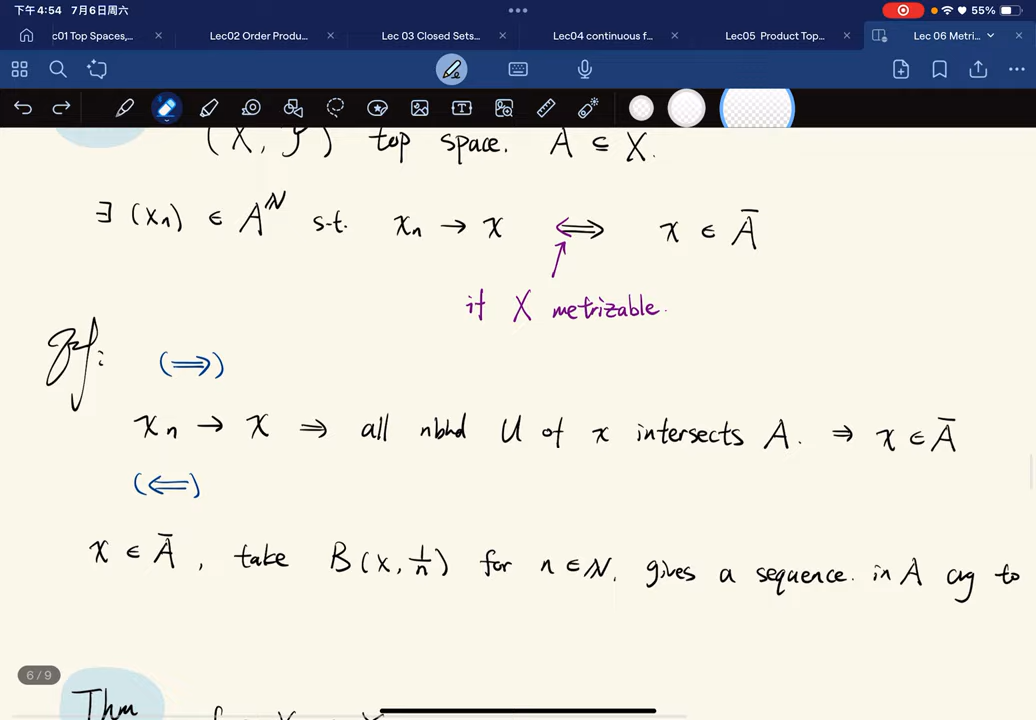 下午4:54 7月6日周六
55%
c01 Top Spaces,...
Lec02 Order Produ...
Lec 03 Closed Sets...
Lec04 continuous f...
Lec05 Product Top...
Lec 06 Metri...
(X, 𝒯) top space. A ⊆ X.
∃ (xₙ) ∈ A^ℕ s.t. xₙ → x ⟺ x ∈ Ā
if X metrizable.
Pf:
(⟹)
xₙ → x ⇒ all nbhd U of x intersects A. ⇒ x ∈ Ā
(⟸)
x ∈ Ā, take B(x, 1/n) for n ∈ ℕ. gives a sequence. in A cvg to
6 / 9
Thm